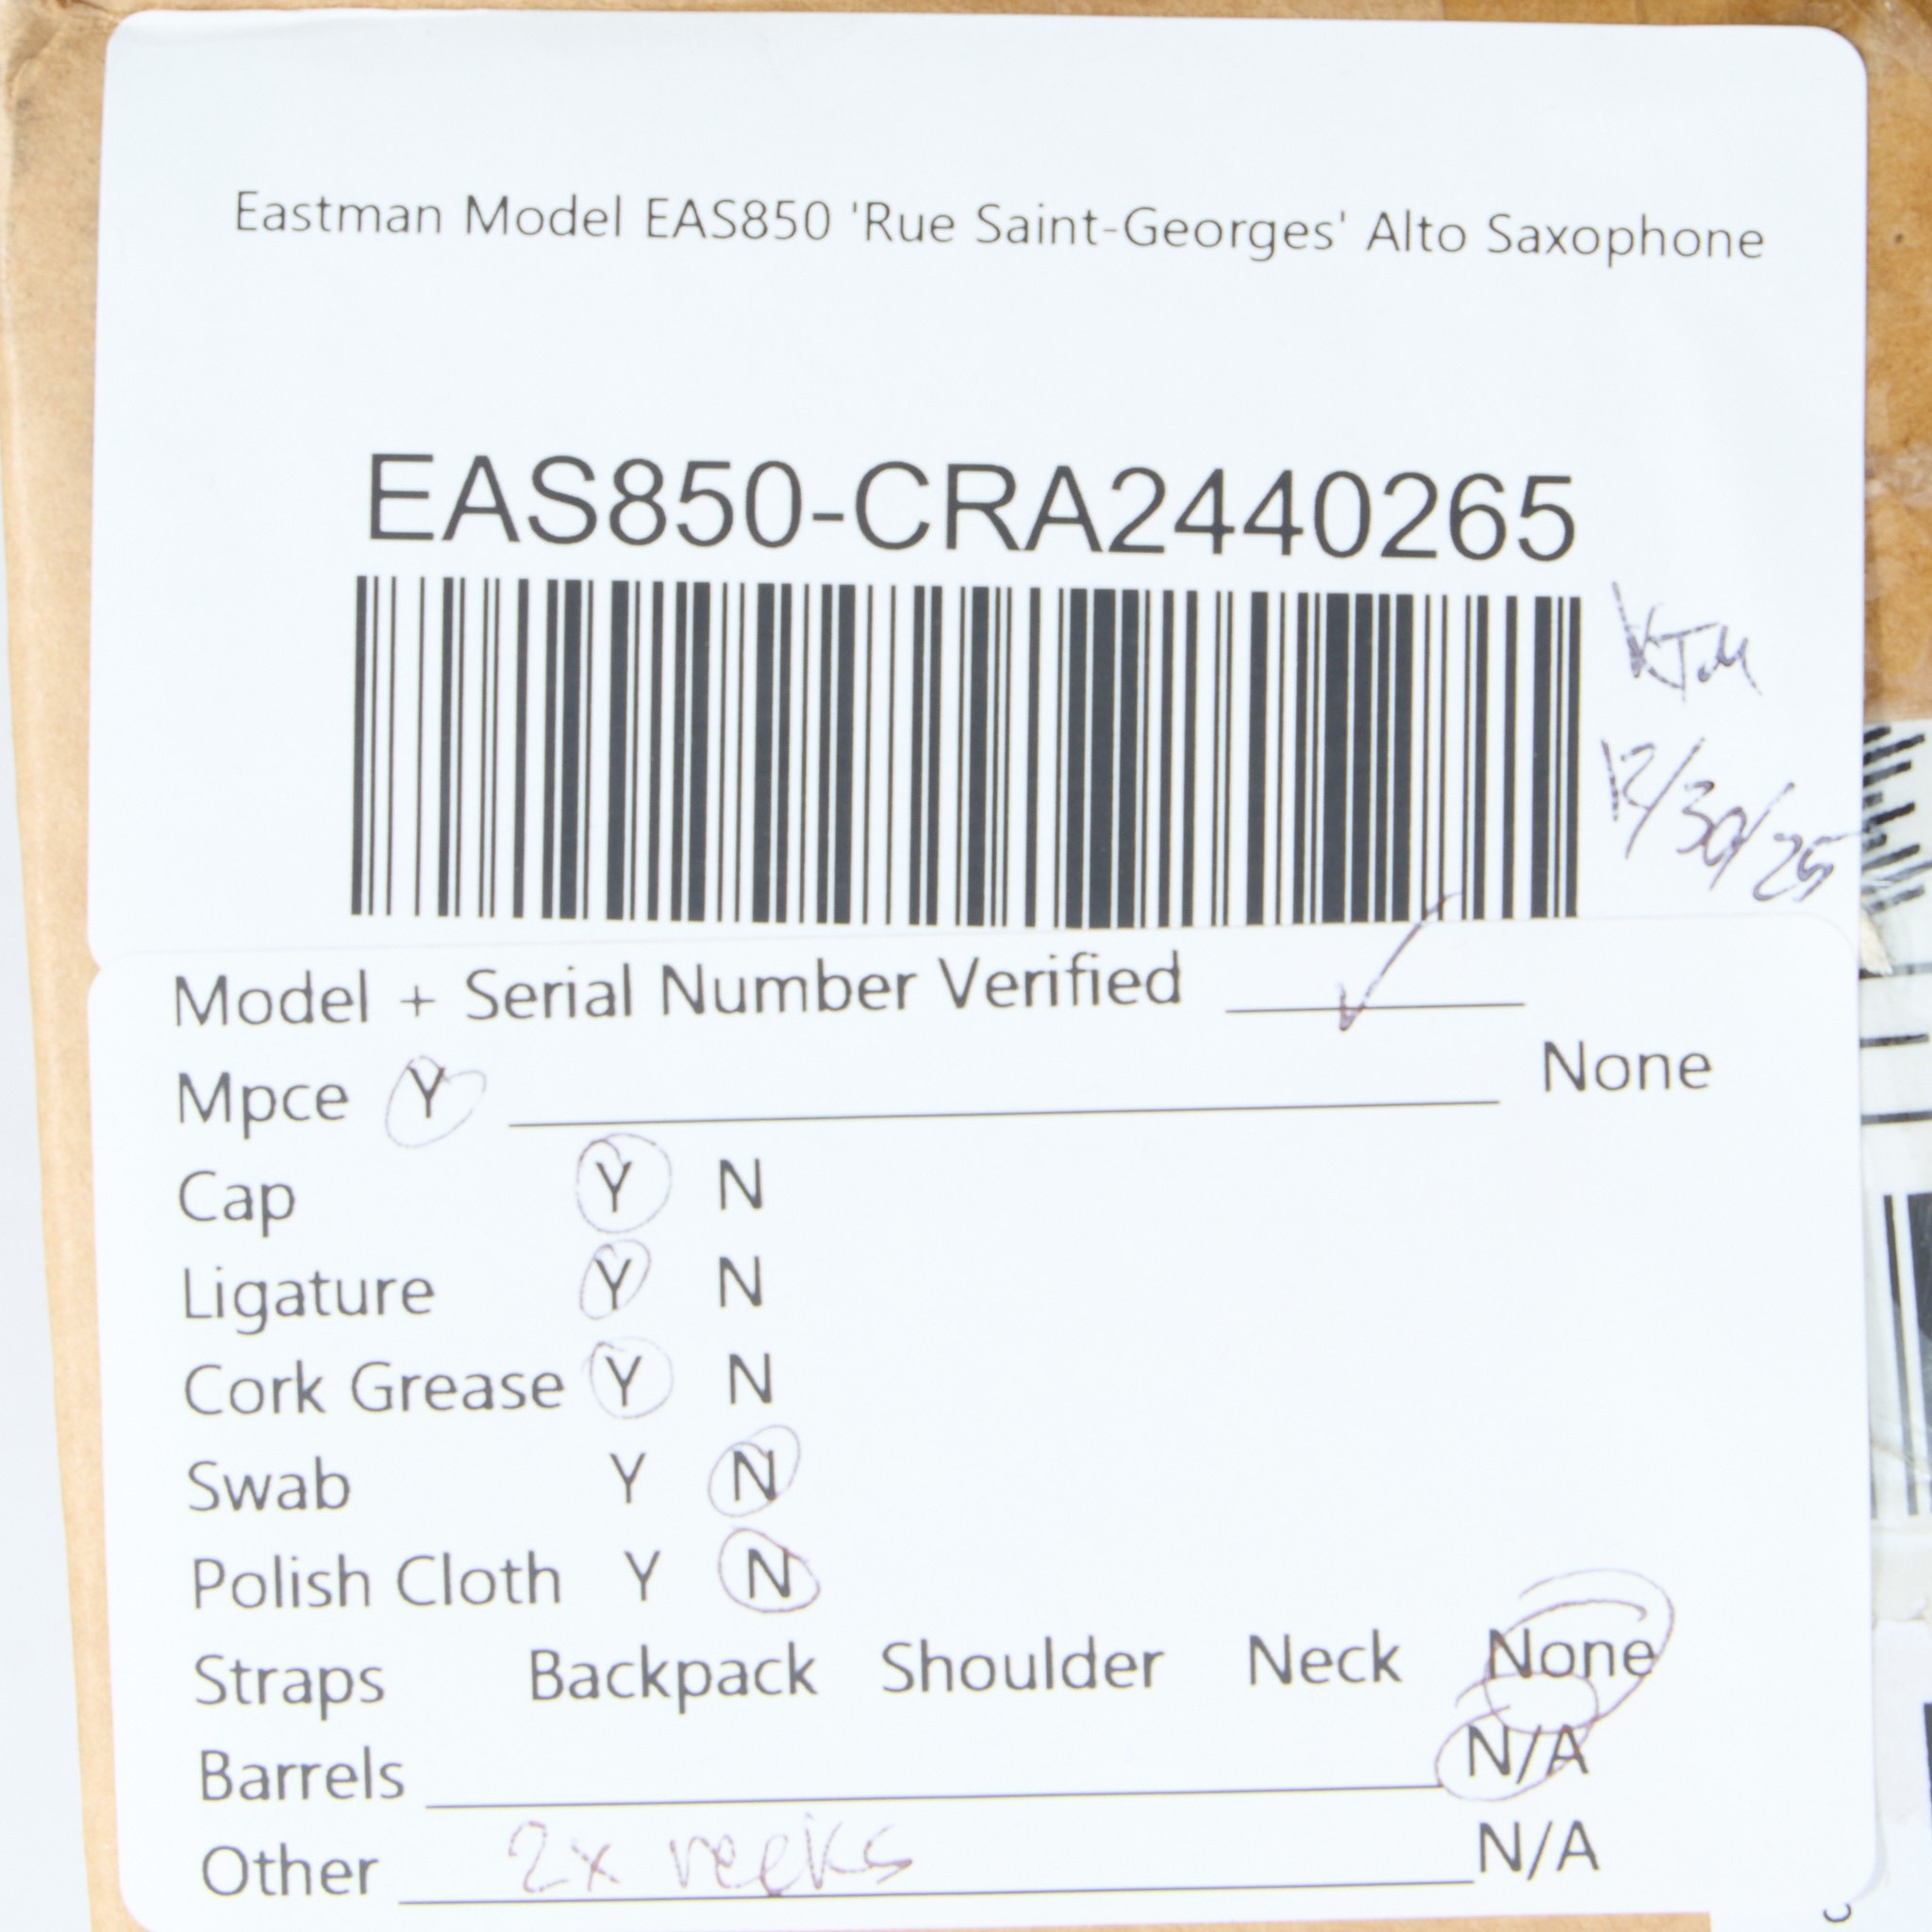 Eastman Model EAS850 'Rue Saint-Georges' Alto Saxophone
EAS850-CRA2440265
KJM
12/30/25
Model + Serial Number Verified ✓
Mpce Y None
Cap Y N
Ligature Y N
Cork Grease Y N
Swab Y N
Polish Cloth Y N
Straps Backpack Shoulder Neck None
Barrels N/A
Other 2x reeks N/A